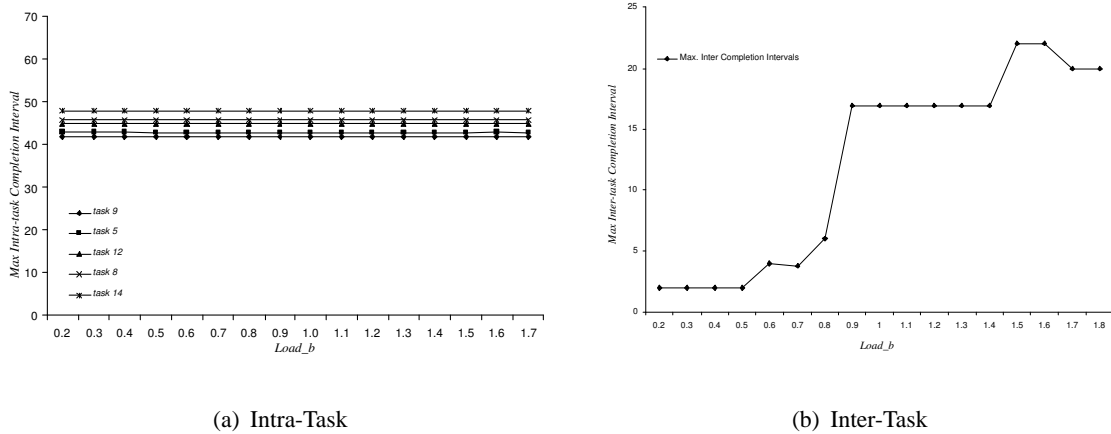 70
60
50
40
30
20
10
0
Max Intra-task Completion Interval
task 9
task 5
task 12
task 8
task 14
0.2 0.3 0.4 0.5 0.6 0.7 0.8 0.9 1.0 1.1 1.2 1.3 1.4 1.5 1.6 1.7
Load_b
(a) Intra-Task
25
20
15
10
5
0
Max Inter-task Completion Interval
Max. Inter Completion Intervals
0.2 0.3 0.4 0.5 0.6 0.7 0.8 0.9 1 1.1 1.2 1.3 1.4 1.5 1.6 1.7 1.8
Load_b
(b) Inter-Task